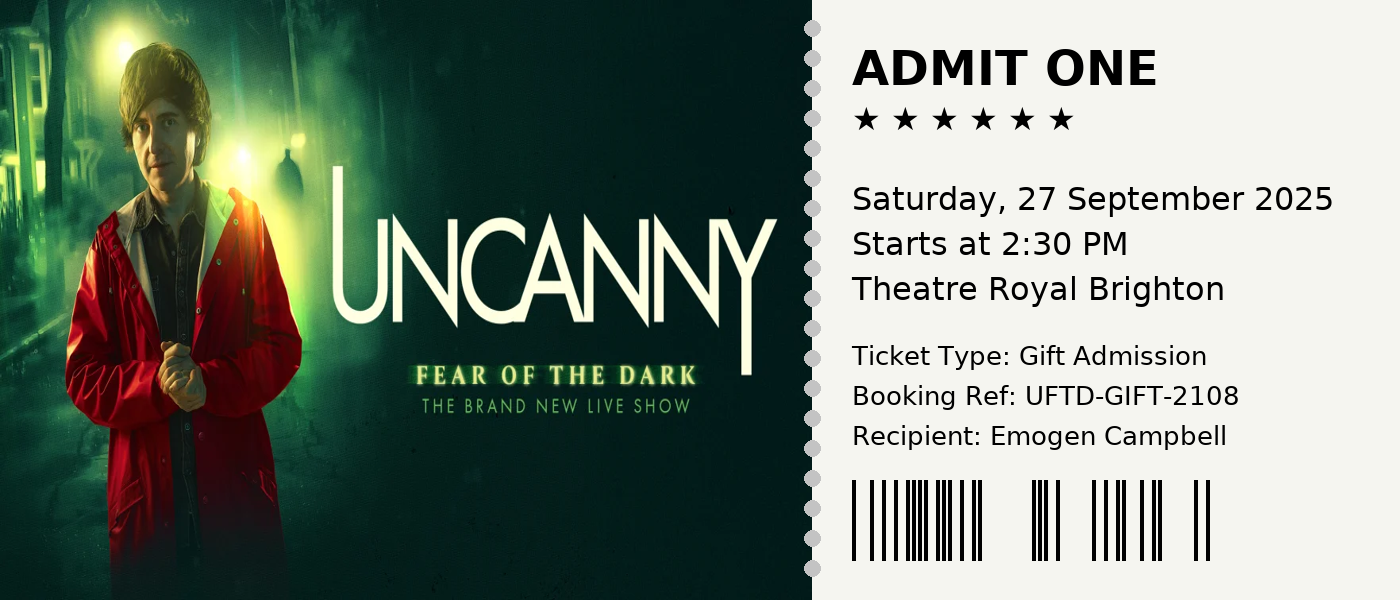 UNCANNY
FEAR OF THE DARK
THE BRAND NEW LIVE SHOW
ADMIT ONE
★ ★ ★ ★ ★ ★
Saturday, 27 September 2025
Starts at 2:30 PM
Theatre Royal Brighton
Ticket Type: Gift Admission
Booking Ref: UFTD-GIFT-2108
Recipient: Emogen Campbell